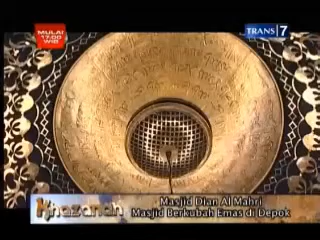 MULAI
17:00
WIB
TRANS 7
Khazanah
Masjid Dian Al Mahri
Masjid Berkubah Emas di Depok